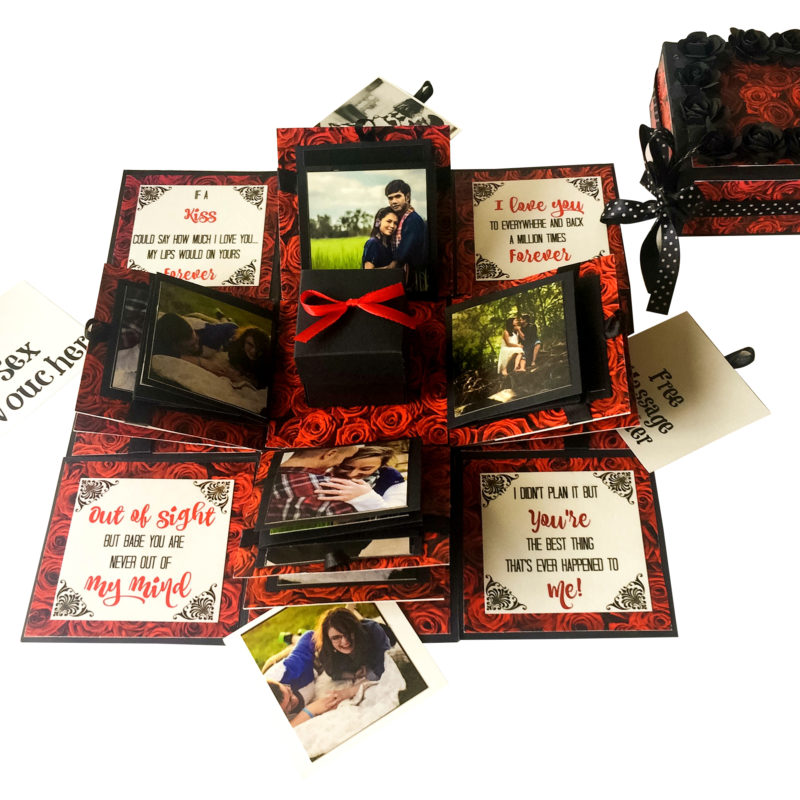 IF A
Kiss
COULD SAY HOW MUCH I LOVE YOU...
MY LIPS WOULD ON YOURS
Forever
I love you
TO EVERYWHERE AND BACK
A MILLION TIMES
Forever
Sex
Voucher
Free
Massage
Out of Sight
BUT BABE YOU ARE
NEVER OUT OF
My Mind
I DIDN'T PLAN IT BUT
You're
THE BEST THING
THAT'S EVER HAPPENED TO
Me!